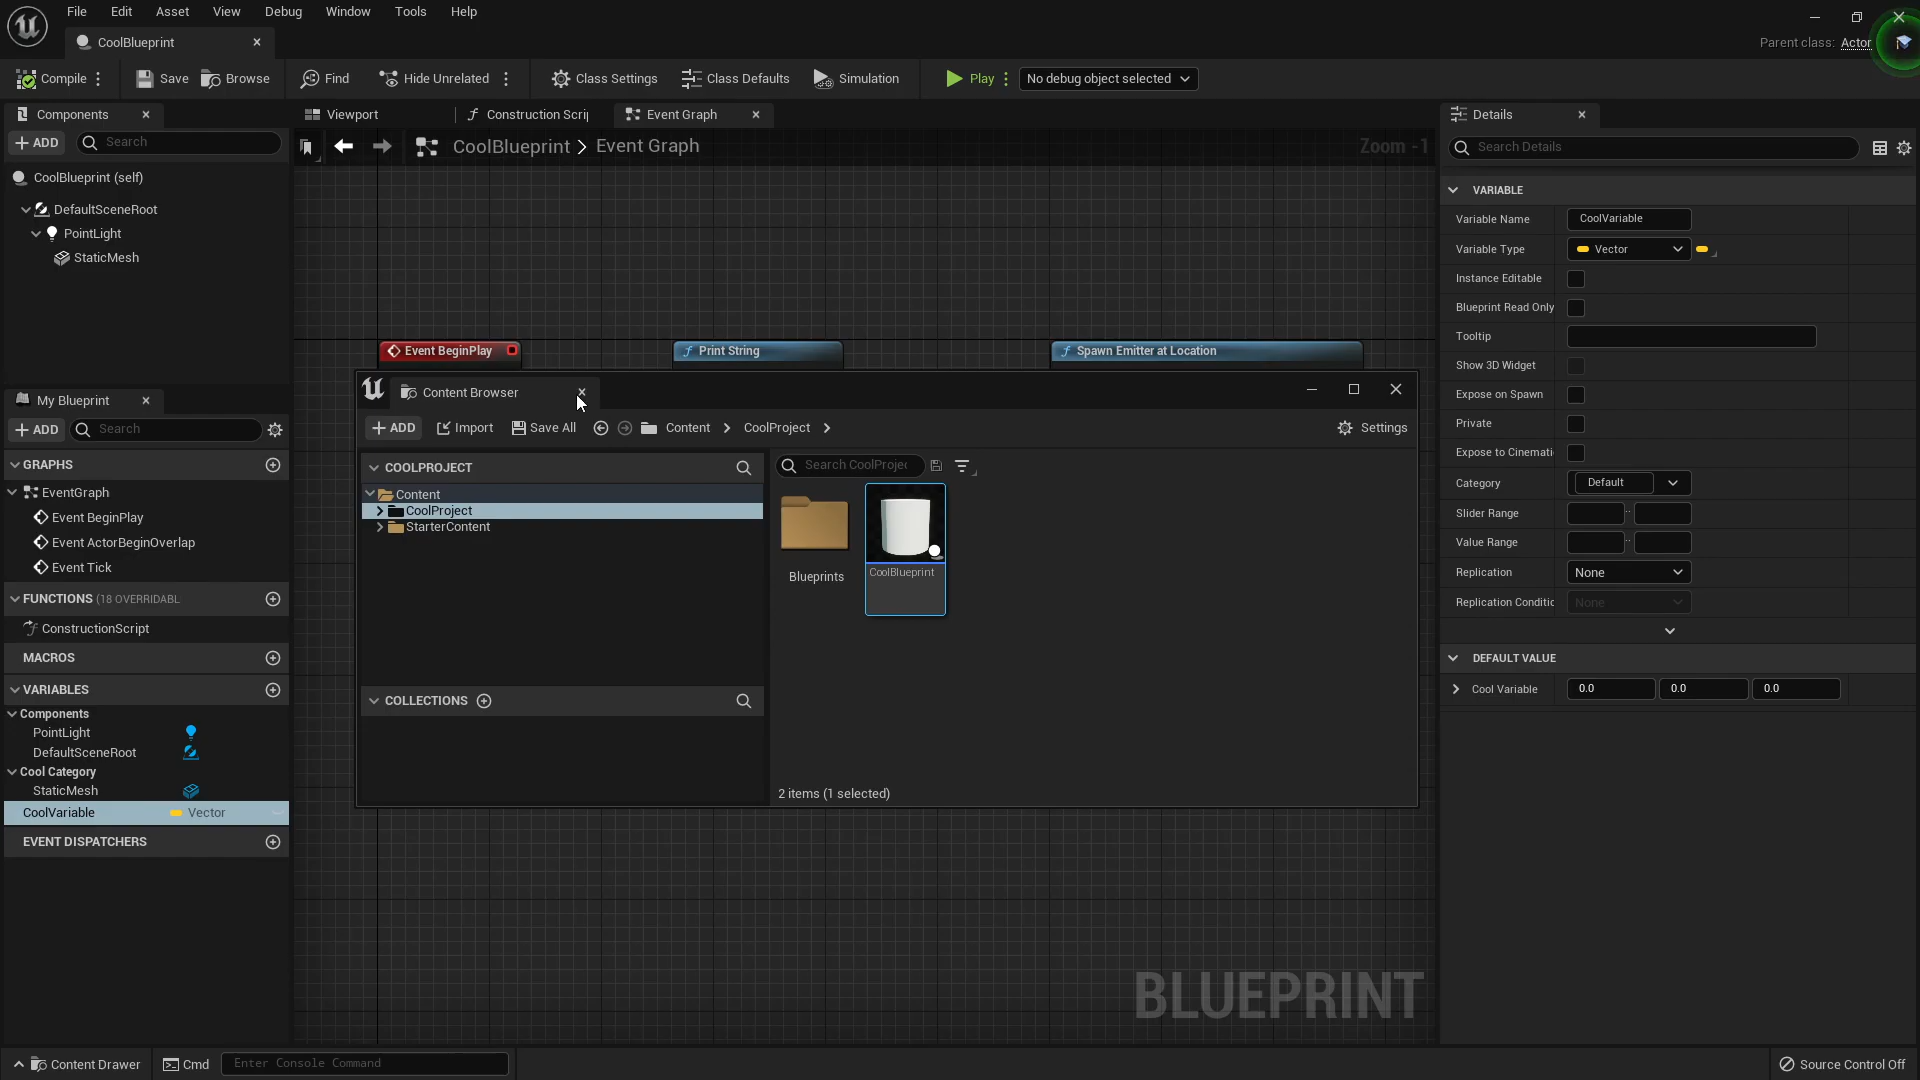 File Edit Asset View Debug Window Tools Help
CoolBlueprint
Parent class: Actor
Compile Save Browse Find Hide Unrelated Class Settings Class Defaults Simulation Play No debug object selected
Components
ADD Search
CoolBlueprint (self)
DefaultSceneRoot
PointLight
StaticMesh
My Blueprint
ADD Search
GRAPHS
EventGraph
Event BeginPlay
Event ActorBeginOverlap
Event Tick
FUNCTIONS (18 OVERRIDABL
ConstructionScript
MACROS
VARIABLES
Components
PointLight
DefaultSceneRoot
Cool Category
StaticMesh
CoolVariable Vector
EVENT DISPATCHERS
Viewport Construction Scri Event Graph
CoolBlueprint > Event Graph Zoom -1
Event BeginPlay Print String Spawn Emitter at Location
Content Browser
ADD Import Save All Content CoolProject Settings
COOLPROJECT
Content
CoolProject
StarterContent
COLLECTIONS
Search CoolProjec
Blueprints
CoolBlueprint
2 items (1 selected)
BLUEPRINT
Details
Search Details
VARIABLE
Variable Name CoolVariable
Variable Type Vector
Instance Editable
Blueprint Read Only
Tooltip
Show 3D Widget
Expose on Spawn
Private
Expose to Cinemati
Category Default
Slider Range ..
Value Range ..
Replication None
Replication Conditic None
DEFAULT VALUE
Cool Variable 0.0 0.0 0.0
Content Drawer Cmd Enter Console Command Source Control Off